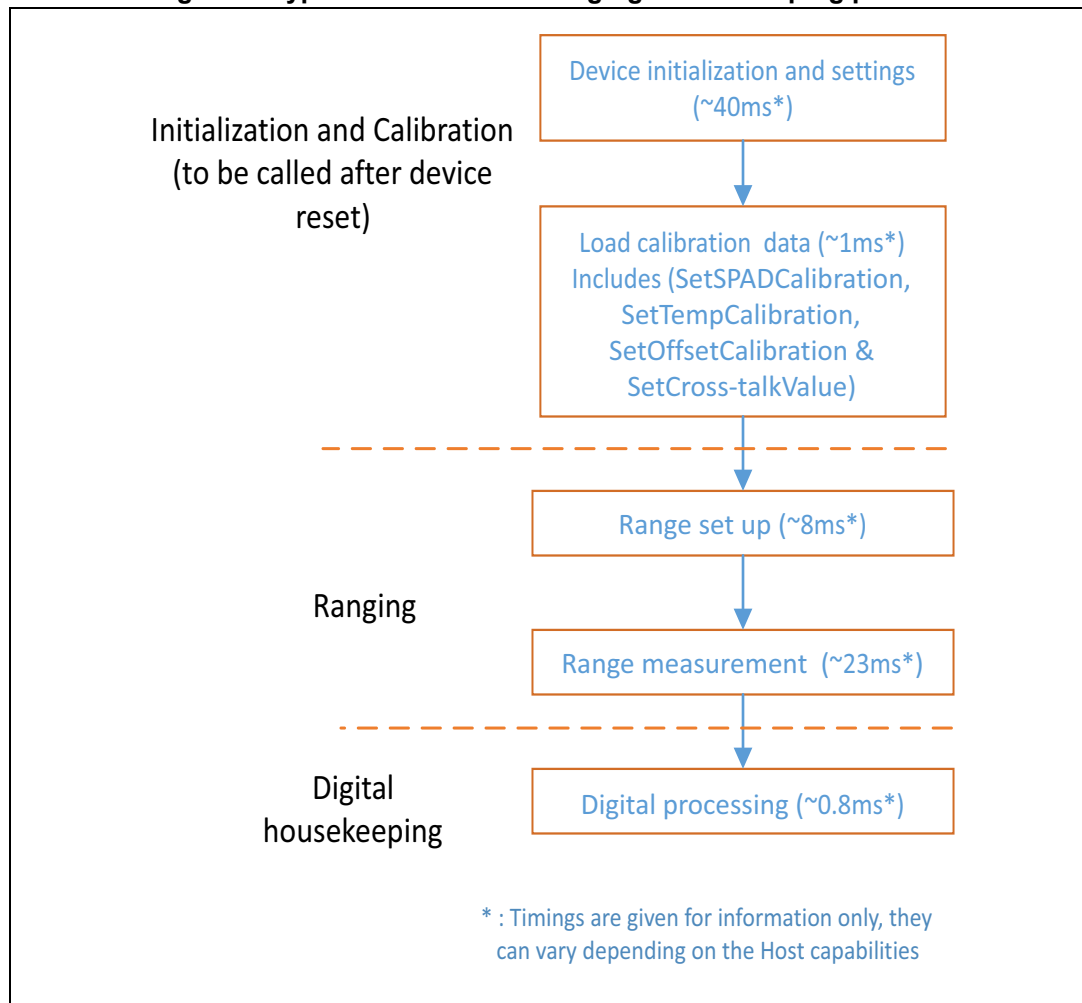 Device initialization and settings
(~40ms*)
Initialization and Calibration
(to be called after device
reset)
Load calibration data (~1ms*)
Includes (SetSPADCalibration,
SetTempCalibration,
SetOffsetCalibration &
SetCross-talkValue)
Range set up (~8ms*)
Ranging
Range measurement (~23ms*)
Digital
housekeeping
Digital processing (~0.8ms*)
* : Timings are given for information only, they
can vary depending on the Host capabilities